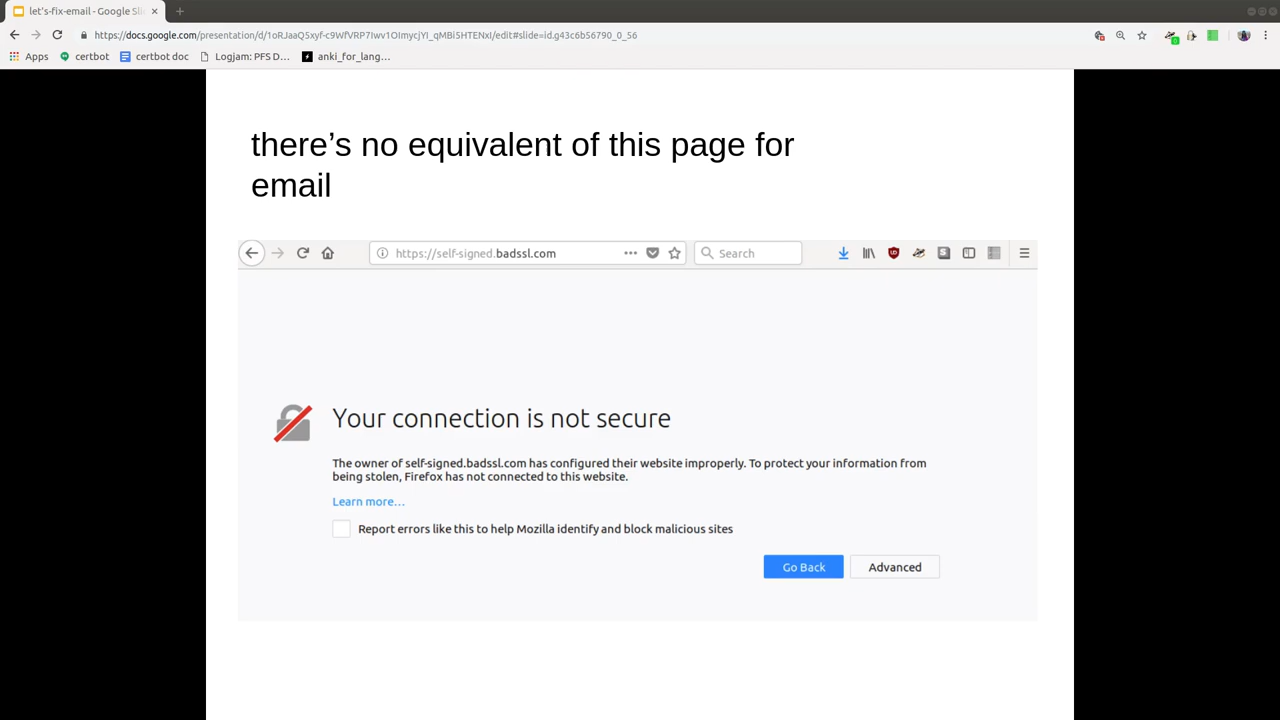 let's-fix-email - Google Sli
https://docs.google.com/presentation/d/1oRJaaQ5xyf-c9WfVRP7Iwv1OImycjYI_qMBi5HTENxI/edit#slide=id.g43c6b56790_0_56
Apps certbot certbot doc Logjam: PFS D... anki_for_lang...
there's no equivalent of this page for
email
https://self-signed.badssl.com Search
Your connection is not secure
The owner of self-signed.badssl.com has configured their website improperly. To protect your information from
being stolen, Firefox has not connected to this website.
Learn more...
Report errors like this to help Mozilla identify and block malicious sites
Go Back Advanced